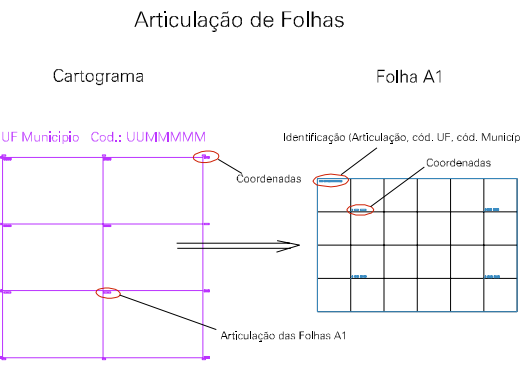 Articulação de Folhas
Cartograma
Folha A1
UF Municipio Cod.: UUMMMMM
Identificação (Articulação, cód. UF, cód. Municíp
Coordenadas
Coordenadas
Articulação das Folhas A1